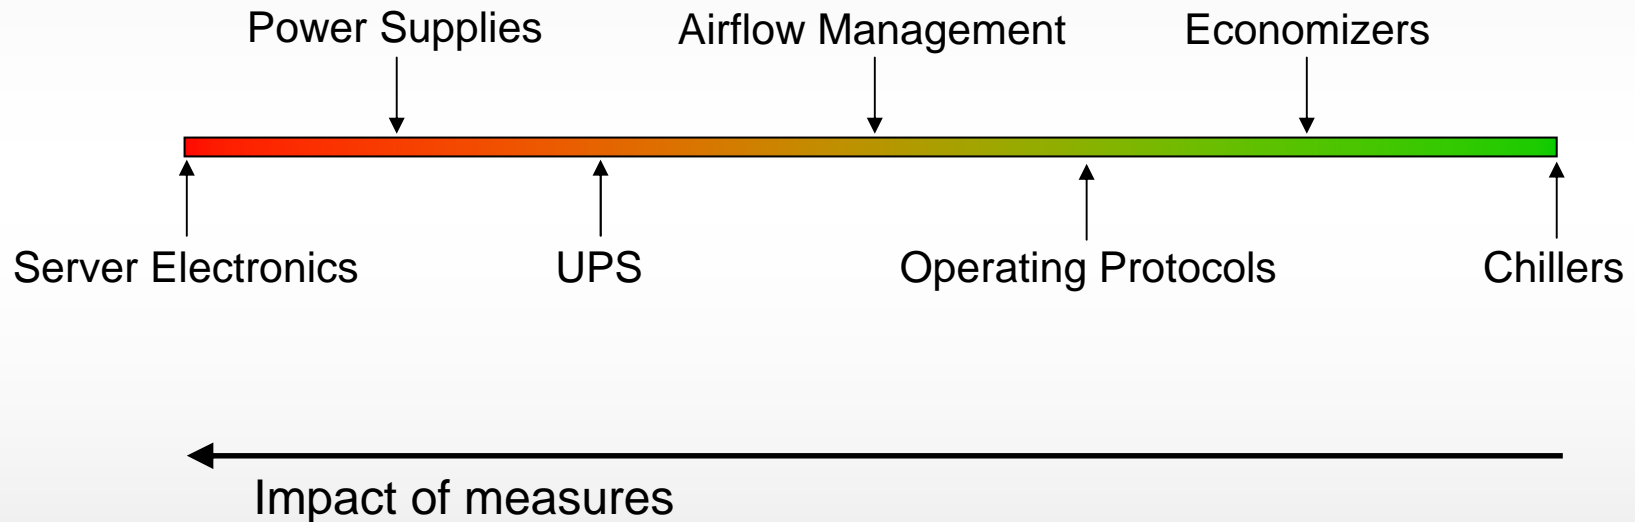 Power Supplies
Airflow Management
Economizers
Server Electronics
UPS
Operating Protocols
Chillers
Impact of measures